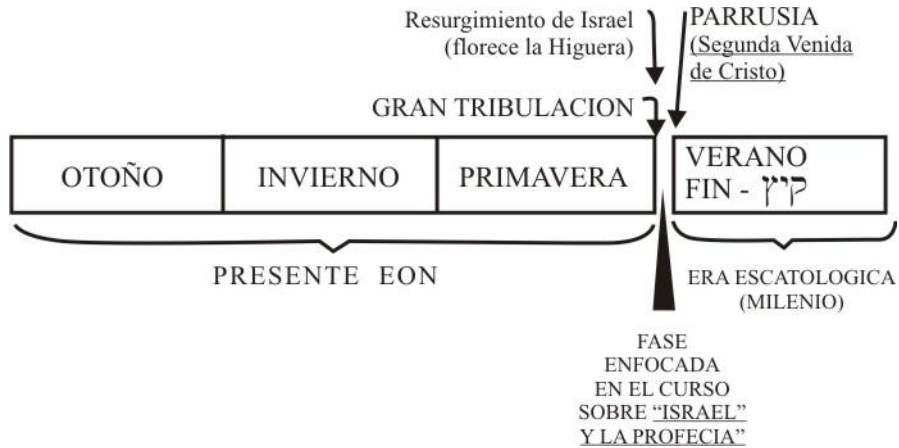 Resurgimiento de Israel
(florece la Higuera)
PARRUSIA
(Segunda Venida
de Cristo)
GRAN TRIBULACION
OTOÑO
INVIERNO
PRIMAVERA
VERANO
FIN - קיץ
PRESENTE EON
ERA ESCATOLOGICA
(MILENIO)
FASE
ENFOCADA
EN EL CURSO
SOBRE “ISRAEL”
Y LA PROFECIA”